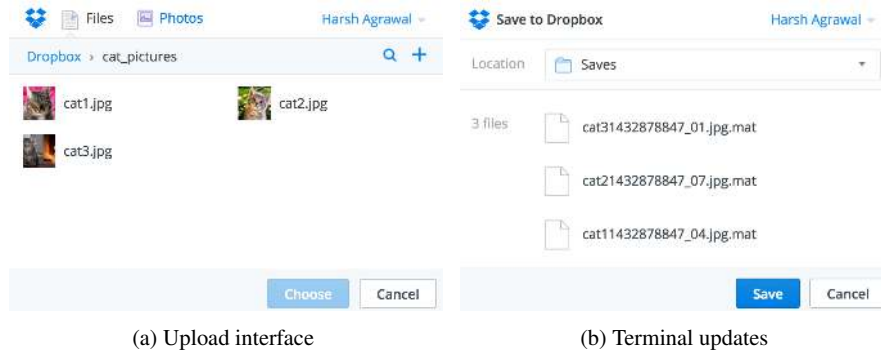 Files Photos Harsh Agrawal
Dropbox › cat_pictures
cat1.jpg cat2.jpg
cat3.jpg
Choose Cancel
(a) Upload interface
Save to Dropbox Harsh Agrawal
Location Saves
3 files cat31432878847_01.jpg.mat
cat21432878847_07.jpg.mat
cat11432878847_04.jpg.mat
Save Cancel
(b) Terminal updates